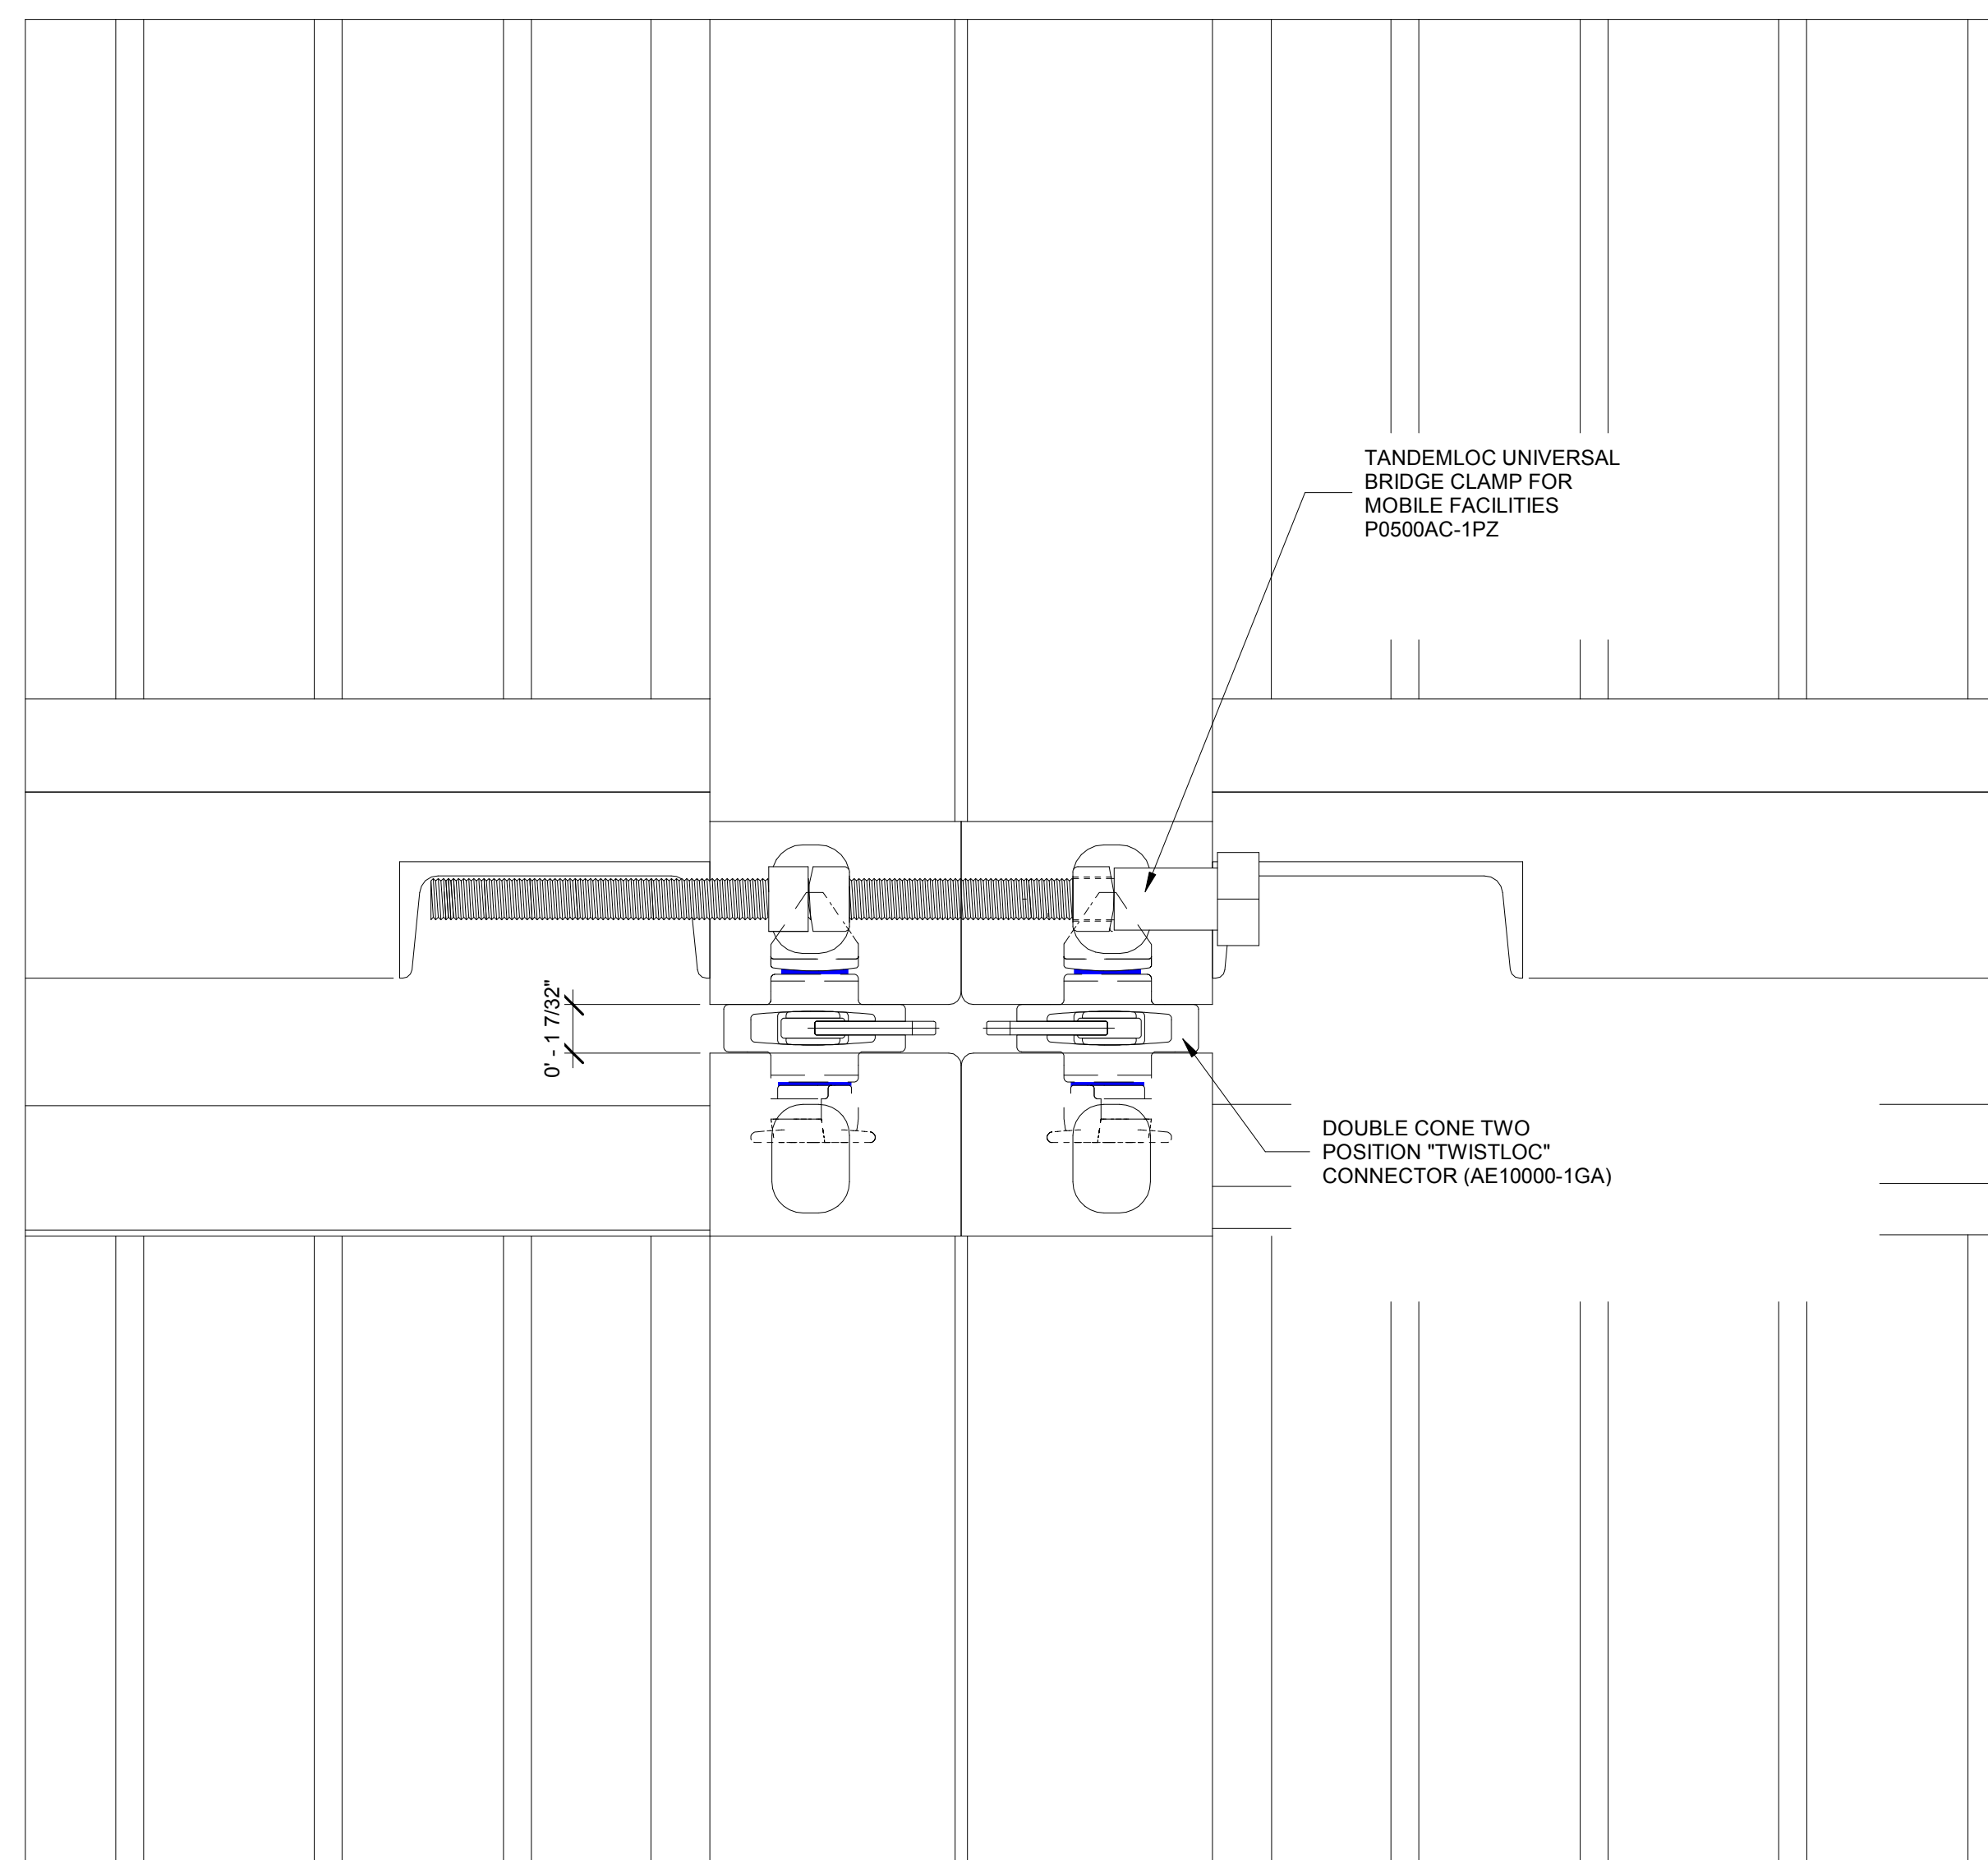 TANDEMLOC UNIVERSAL
BRIDGE CLAMP FOR
MOBILE FACILITIES
P0500AC-1PZ
0' - 1 7/32"
DOUBLE CONE TWO
POSITION "TWISTLOC"
CONNECTOR (AE10000-1GA)